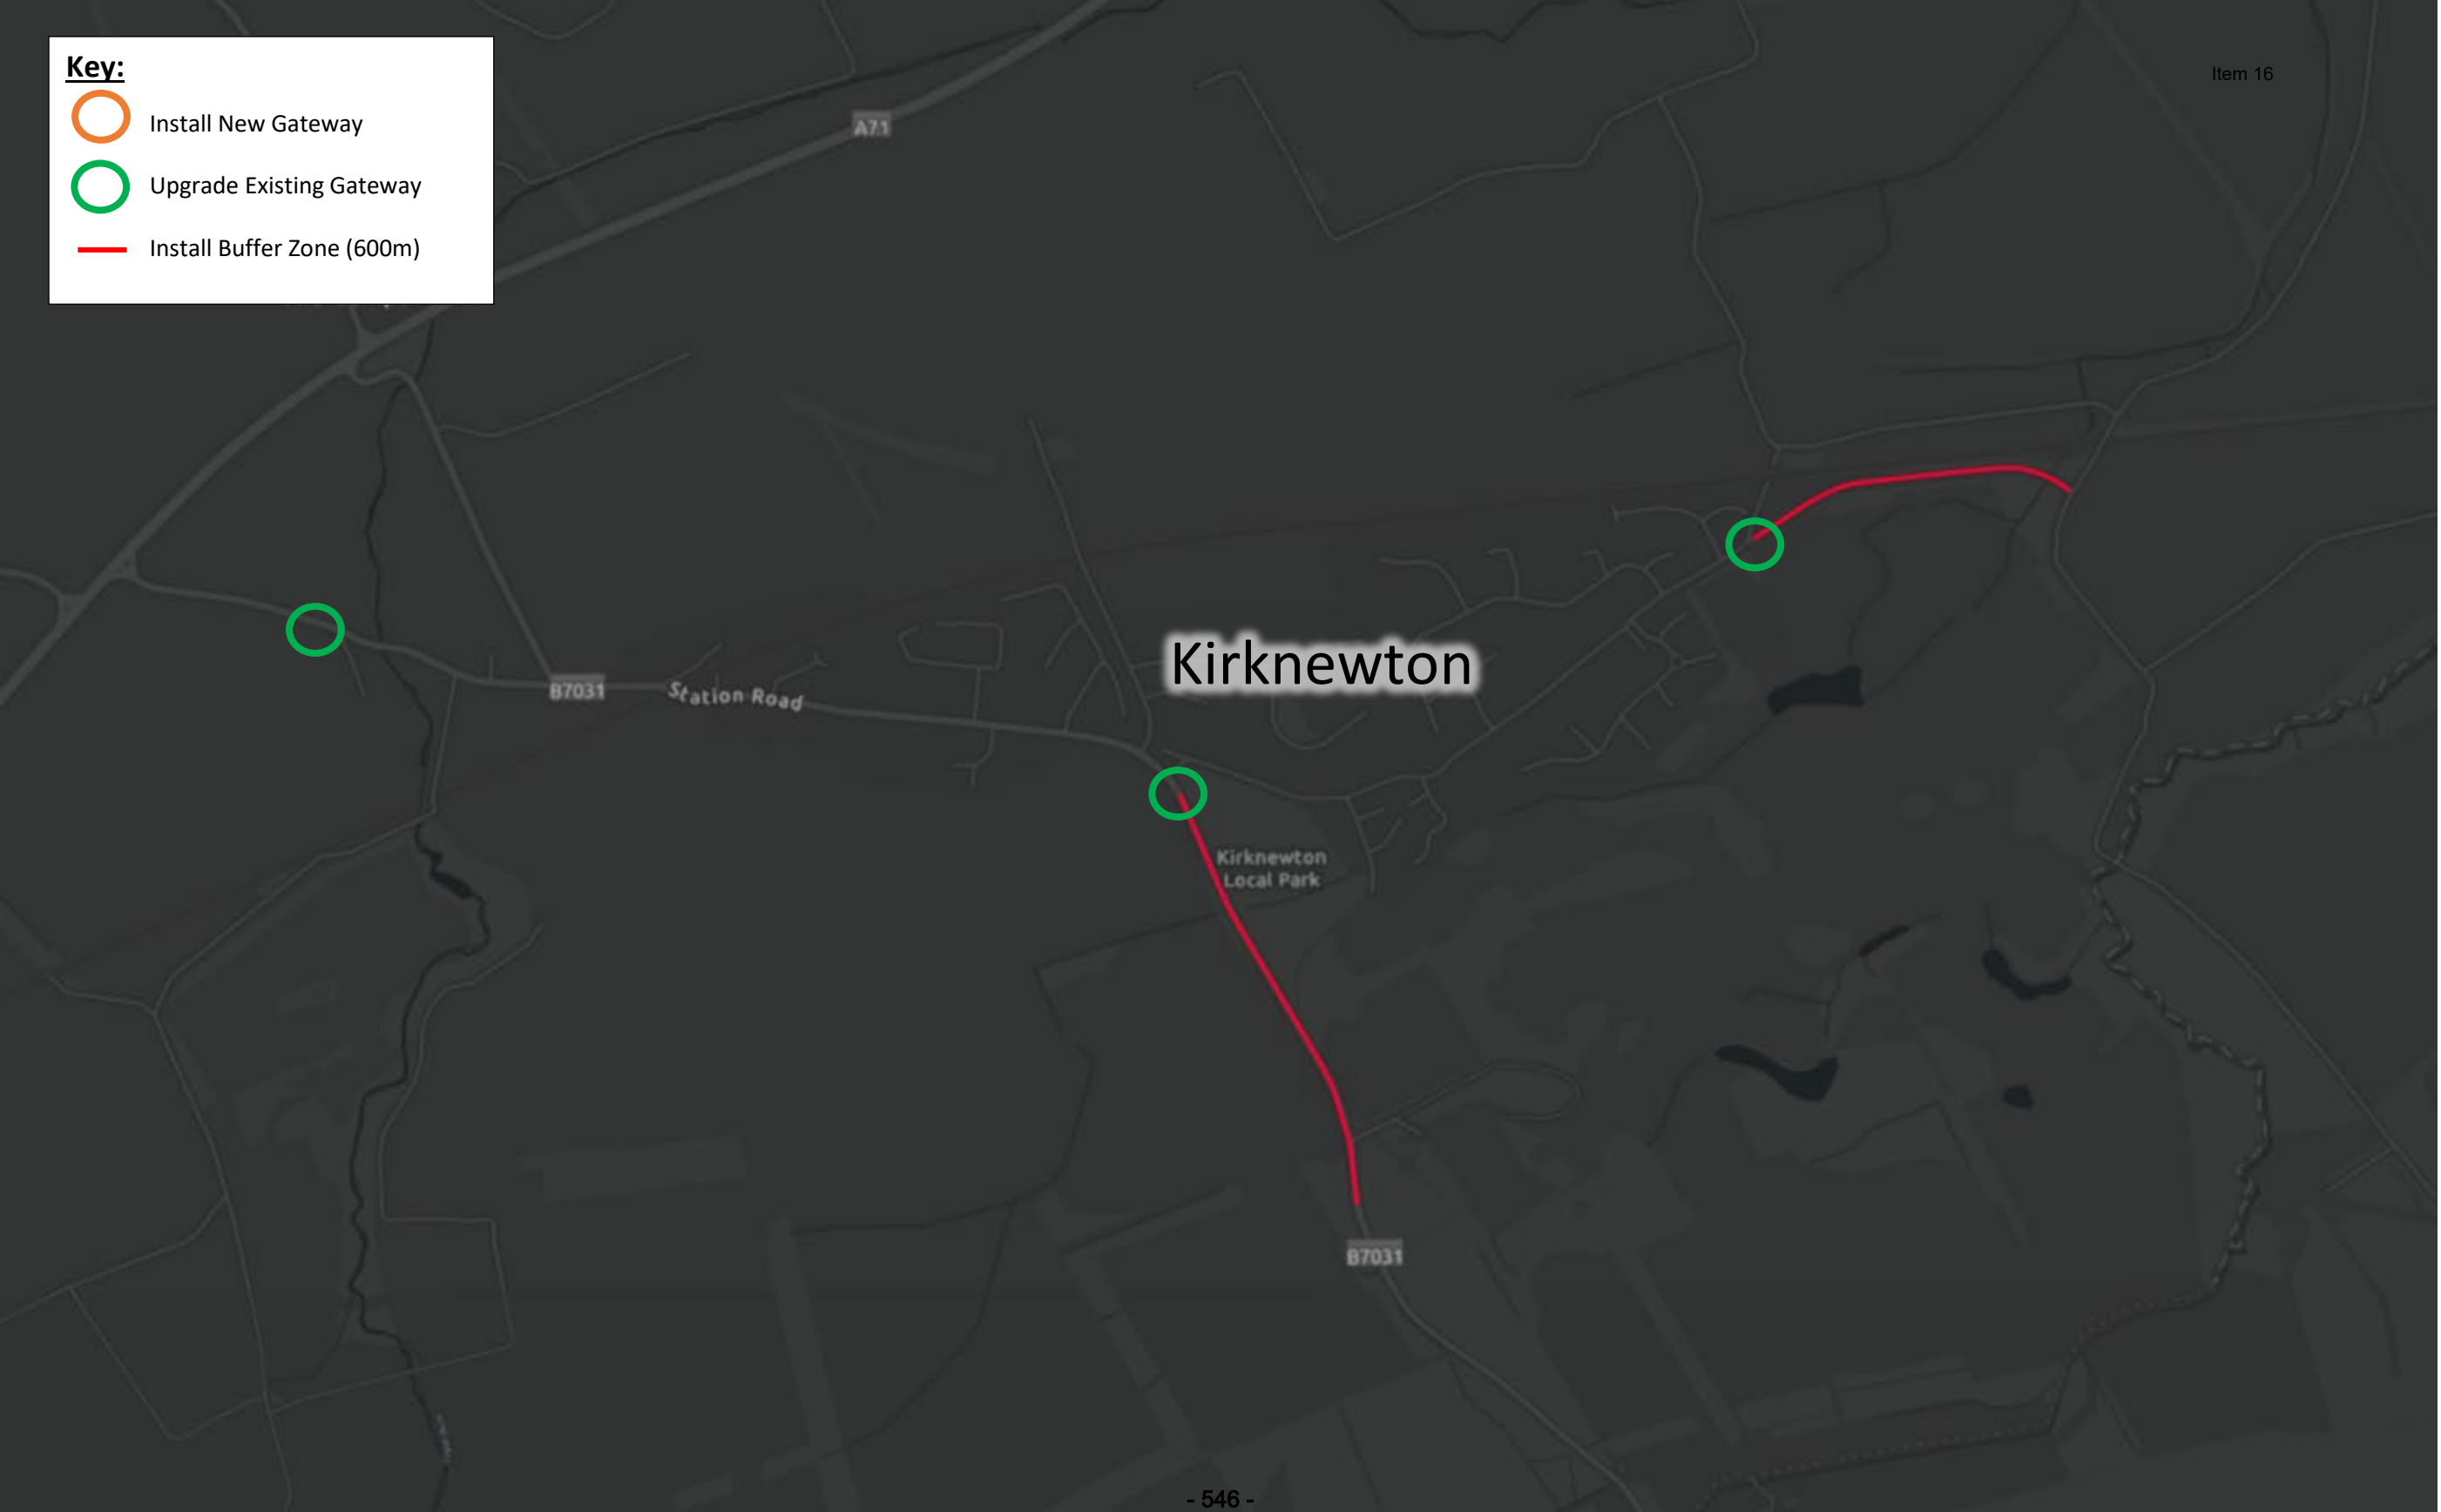 Key:
Install New Gateway
Upgrade Existing Gateway
Install Buffer Zone (600m)
Item 16
A71
Kirknewton
B7031
Station Road
Kirknewton
Local Park
B7031
- 546 -